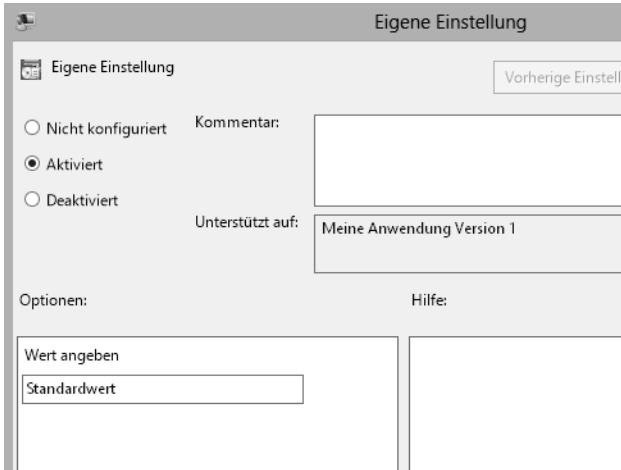 Eigene Einstellung
Eigene Einstellung
Vorherige Einstell
Nicht konfiguriert
Kommentar:
Aktiviert
Deaktiviert
Unterstützt auf:
Meine Anwendung Version 1
Optionen:
Hilfe:
Wert angeben
Standardwert